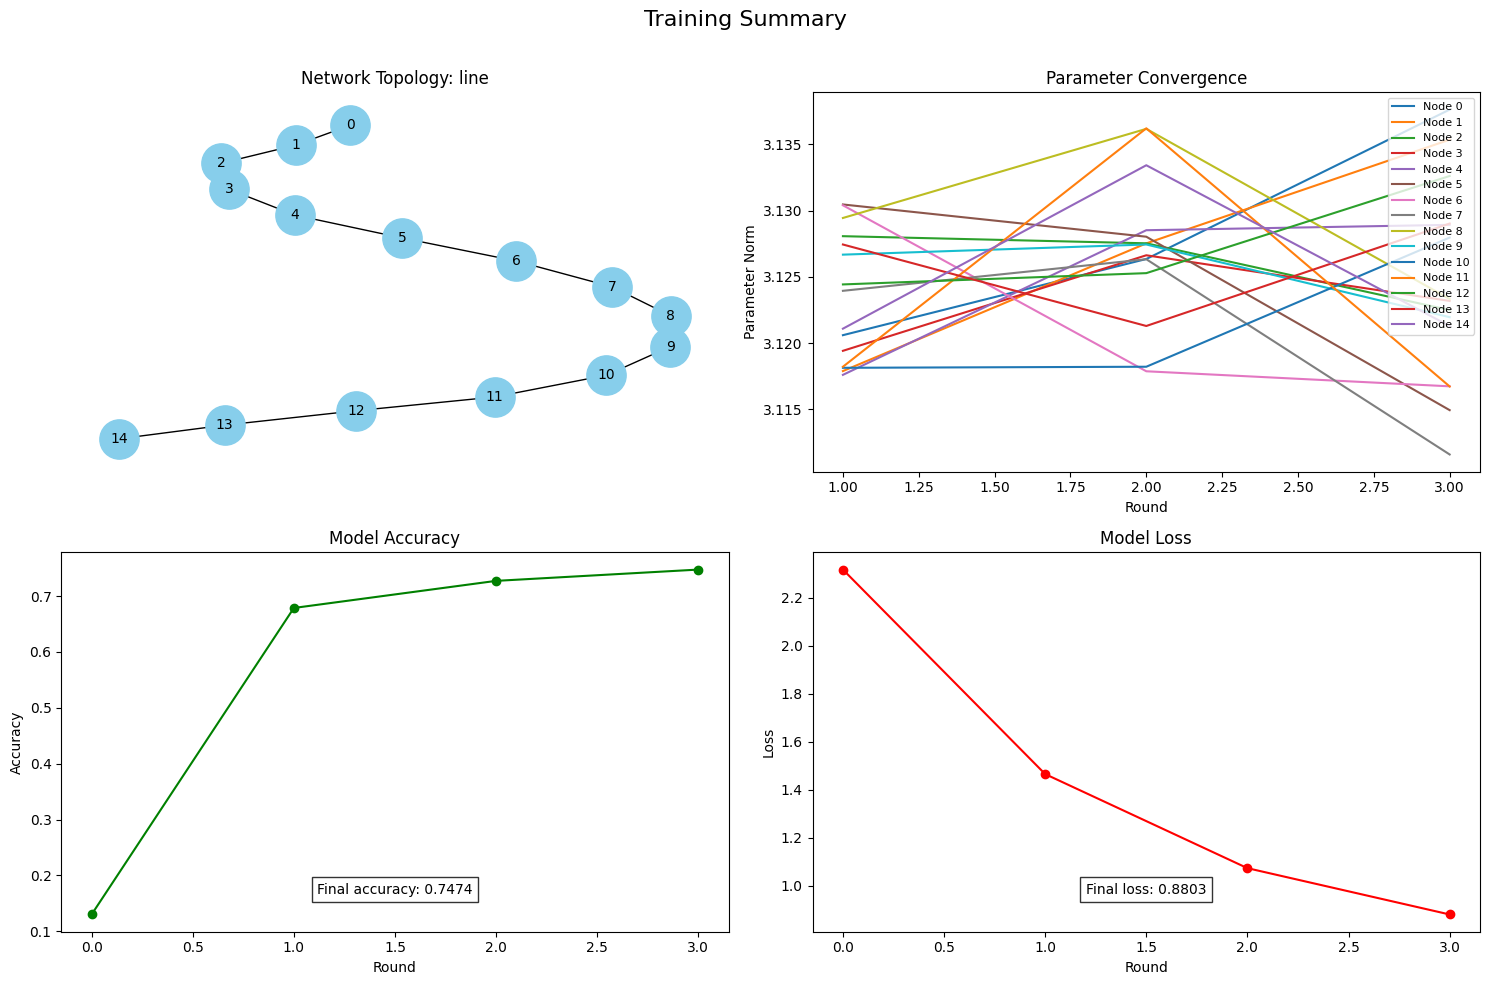 Training Summary
Network Topology: line
0
1
2
3
4
5
6
7
8
9
10
11
12
13
14
Parameter Convergence
Parameter Norm
3.135
3.130
3.125
3.120
3.115
Node 0
Node 1
Node 2
Node 3
Node 4
Node 5
Node 6
Node 7
Node 8
Node 9
Node 10
Node 11
Node 12
Node 13
Node 14
1.00 1.25 1.50 1.75 2.00 2.25 2.50 2.75 3.00
Round
Model Accuracy
Accuracy
0.7
0.6
0.5
0.4
0.3
0.2
0.1
Final accuracy: 0.7474
0.0 0.5 1.0 1.5 2.0 2.5 3.0
Round
Model Loss
Loss
2.2
2.0
1.8
1.6
1.4
1.2
1.0
Final loss: 0.8803
0.0 0.5 1.0 1.5 2.0 2.5 3.0
Round